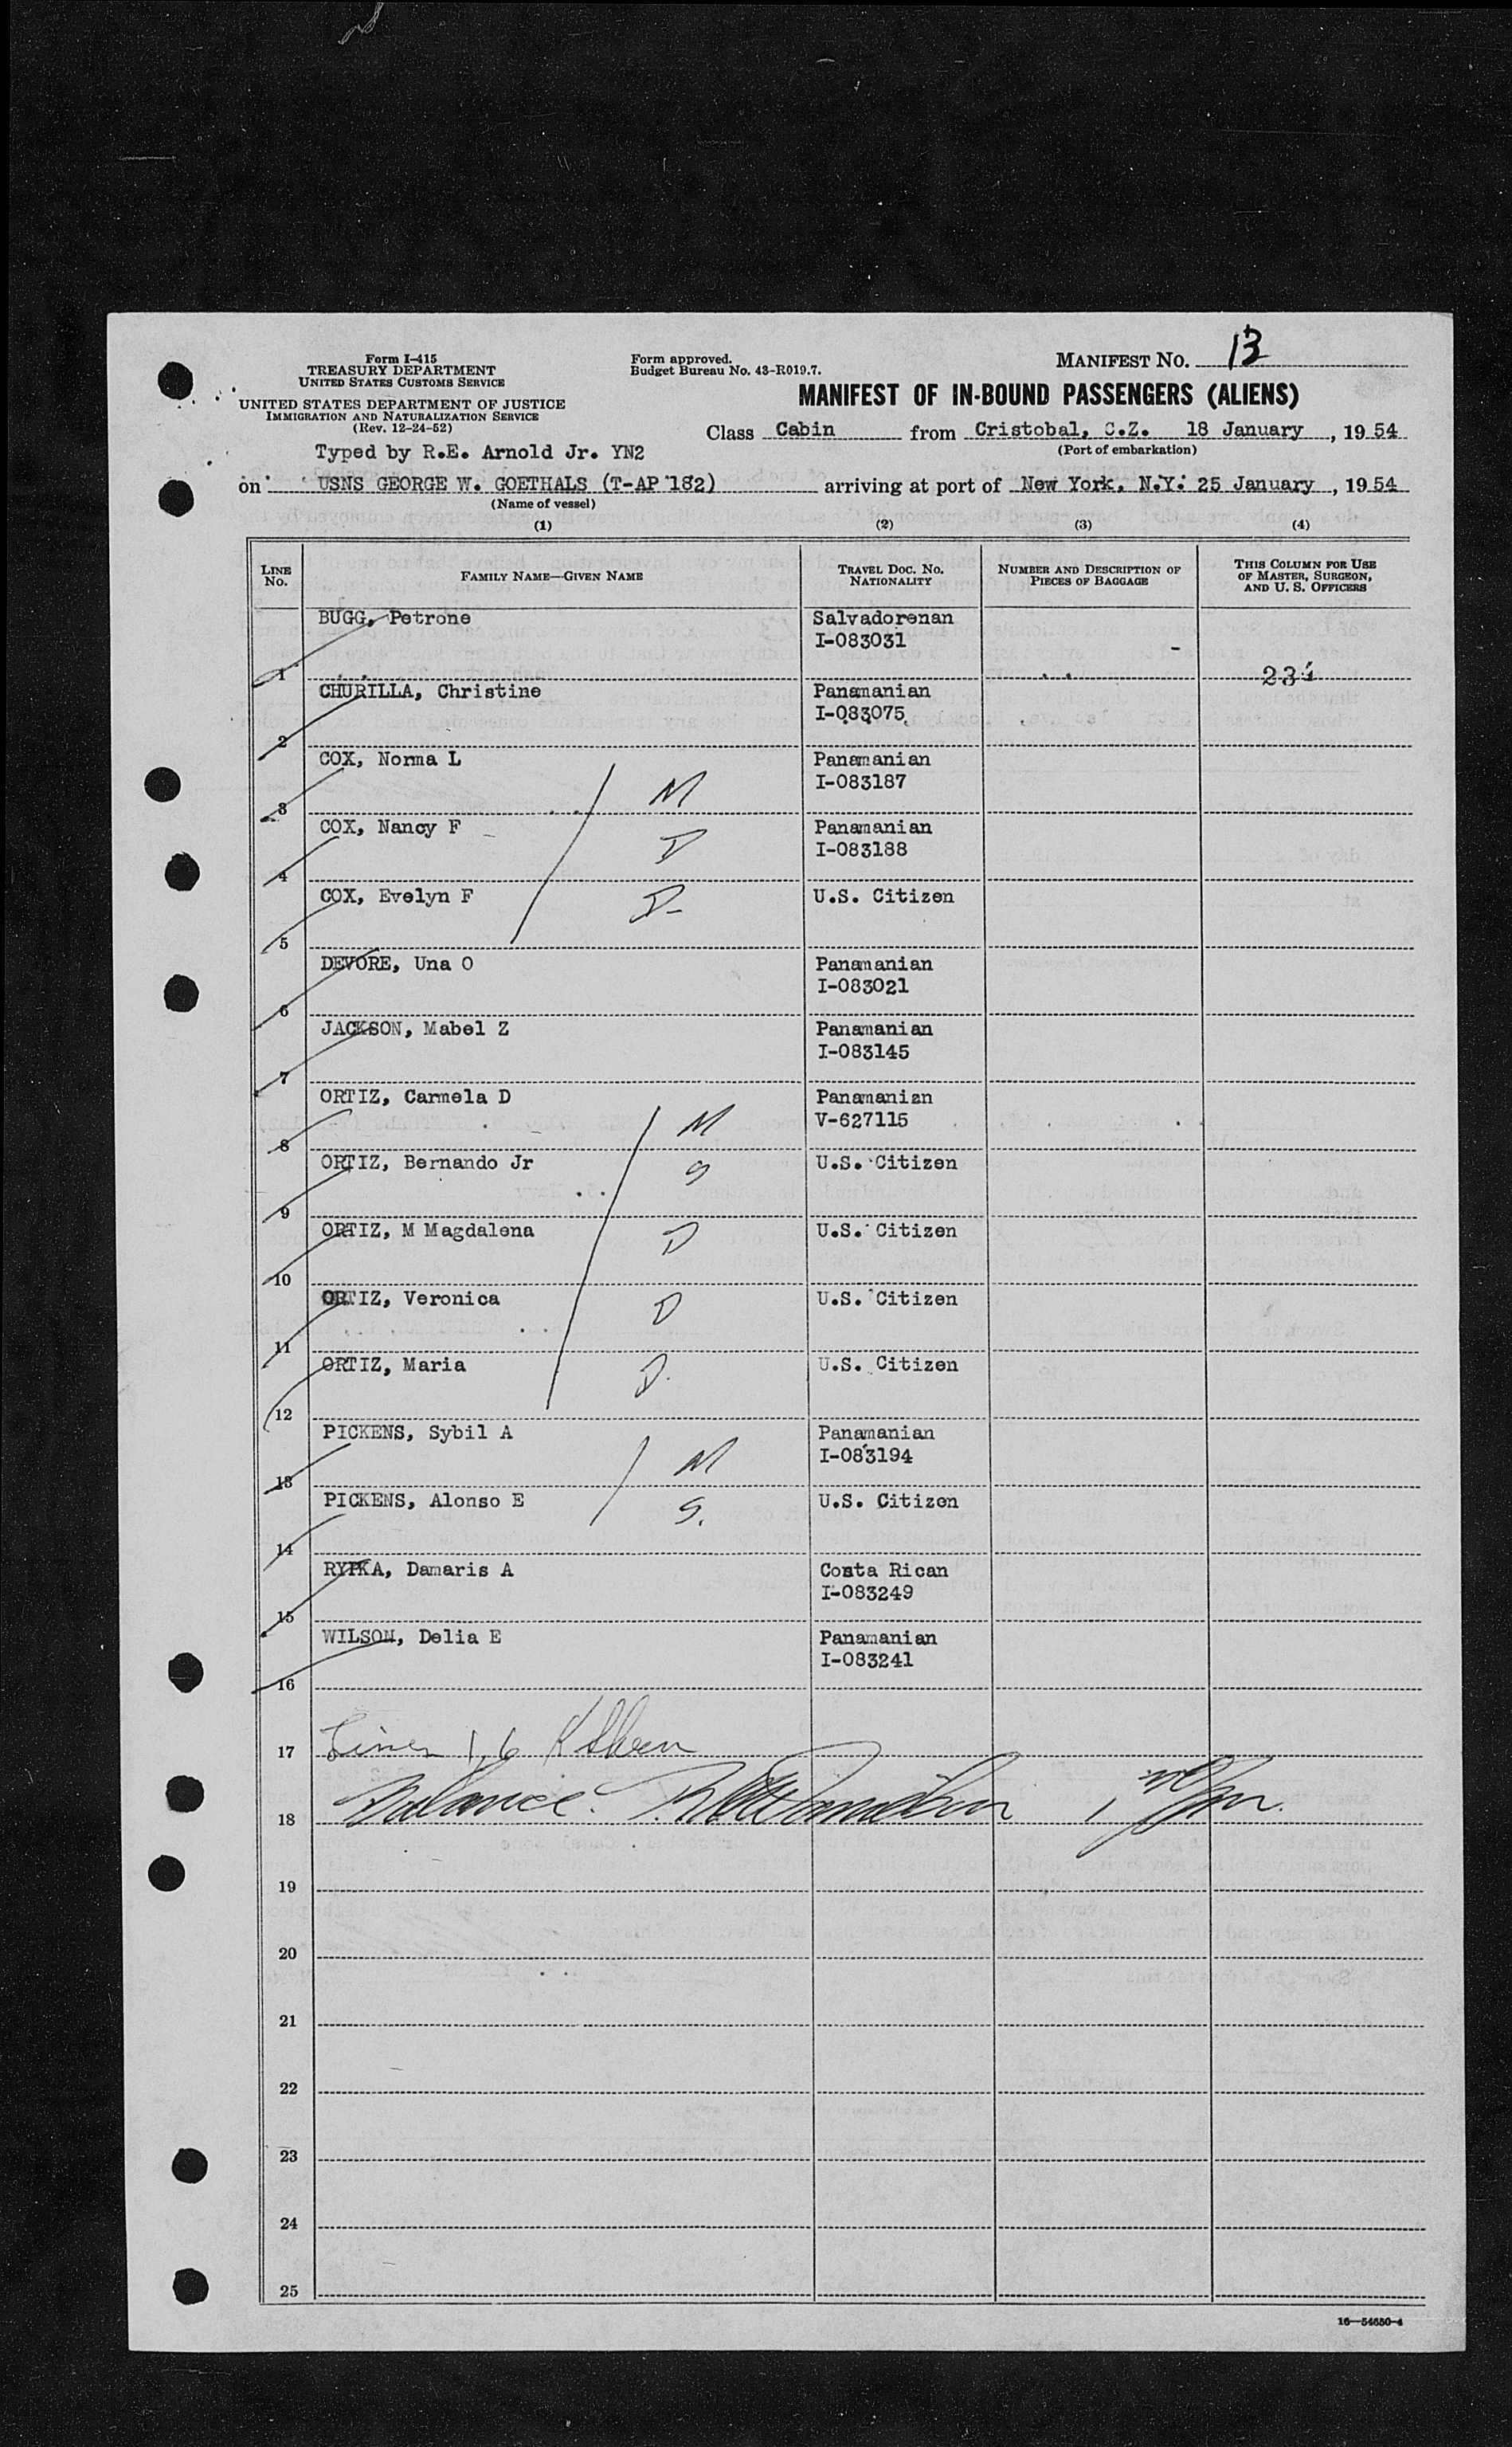 Form I-415
TREASURY DEPARTMENT
UNITED STATES CUSTOMS SERVICE
UNITED STATES DEPARTMENT OF JUSTICE
IMMIGRATION AND NATURALIZATION SERVICE
(Rev. 12-24-52)
Typed by R.E. Arnold Jr. YN2
Form approved.
Budget Bureau No. 43-R019.7.
MANIFEST NO. 13
MANIFEST OF IN-BOUND PASSENGERS (ALIENS)
Class Cabin from Cristobal, C.Z. 18 January, 1954
(Port of embarkation)
on USNS GEORGE W. GOETHALS (T-AP 182) arriving at port of New York, N.Y. 25 January, 1954
(Name of vessel)
(1) (2) (3) (4)
LINE NO. FAMILY NAME—GIVEN NAME TRAVEL DOC. NO. NATIONALITY NUMBER AND DESCRIPTION OF PIECES OF BAGGAGE THIS COLUMN FOR USE OF MASTER, SURGEON, AND U. S. OFFICERS
BUGG, Petrone Salvadorenan
I-083031
1 234
CHURILLA, Christine Panamanian
I-083075
2
COX, Norma L Panamanian
I-083187
3 M
COX, Nancy F Panamanian
I-083188
4 D
COX, Evelyn F U.S. Citizen
5 D-
DEVORE, Una O Panamanian
I-083021
6
JACKSON, Mabel Z Panamanian
I-083145
7
ORTIZ, Carmela D Panamanian
V-627115
8 M
ORTIZ, Bernando Jr U.S. Citizen
9 S
ORTIZ, M Magdalena U.S. Citizen
10 D
ORTIZ, Veronica U.S. Citizen
11 D
ORTIZ, Maria U.S. Citizen
12 D.
PICKENS, Sybil A Panamanian
I-083194
13 M
PICKENS, Alonso E U.S. Citizen
14 S.
RYPKA, Damaris A Costa Rican
I-083249
15
WILSON, Delia E Panamanian
I-083241
16
17 Lines 1, 6
18 Balance.
19
20
21
22
23
24
25
16—54650-4